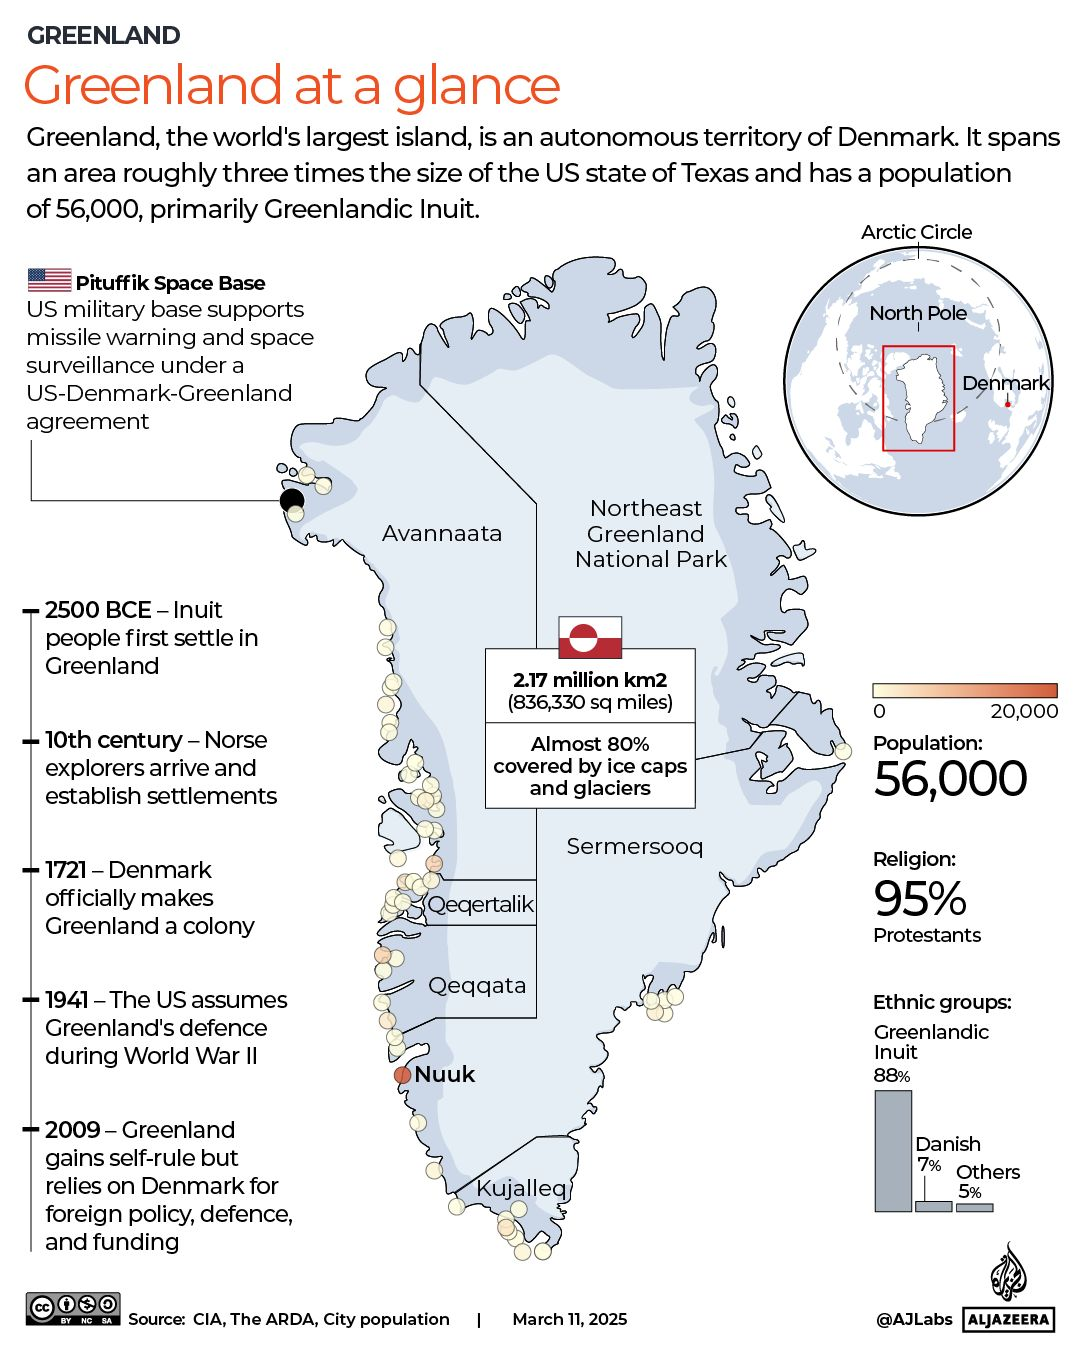 GREENLAND
Greenland at a glance
Greenland, the world's largest island, is an autonomous territory of Denmark. It spans
an area roughly three times the size of the US state of Texas and has a population
of 56,000, primarily Greenlandic Inuit.
Arctic Circle
North Pole
Denmark
Pituffik Space Base
US military base supports
missile warning and space
surveillance under a
US-Denmark-Greenland
agreement
Avannaata
Northeast
Greenland
National Park
2500 BCE – Inuit
people first settle in
Greenland
10th century – Norse
explorers arrive and
establish settlements
1721 – Denmark
officially makes
Greenland a colony
1941 – The US assumes
Greenland's defence
during World War II
2009 – Greenland
gains self-rule but
relies on Denmark for
foreign policy, defence,
and funding
2.17 million km2
(836,330 sq miles)
Almost 80%
covered by ice caps
and glaciers
Sermersooq
Qeqertalik
Qeqqata
Nuuk
Kujalleq
0 20,000
Population:
56,000
Religion:
95%
Protestants
Ethnic groups:
Greenlandic
Inuit
88%
Danish
7%
Others
5%
CC BY NC SA
Source: CIA, The ARDA, City population | March 11, 2025
@AJLabs
ALJAZEERA